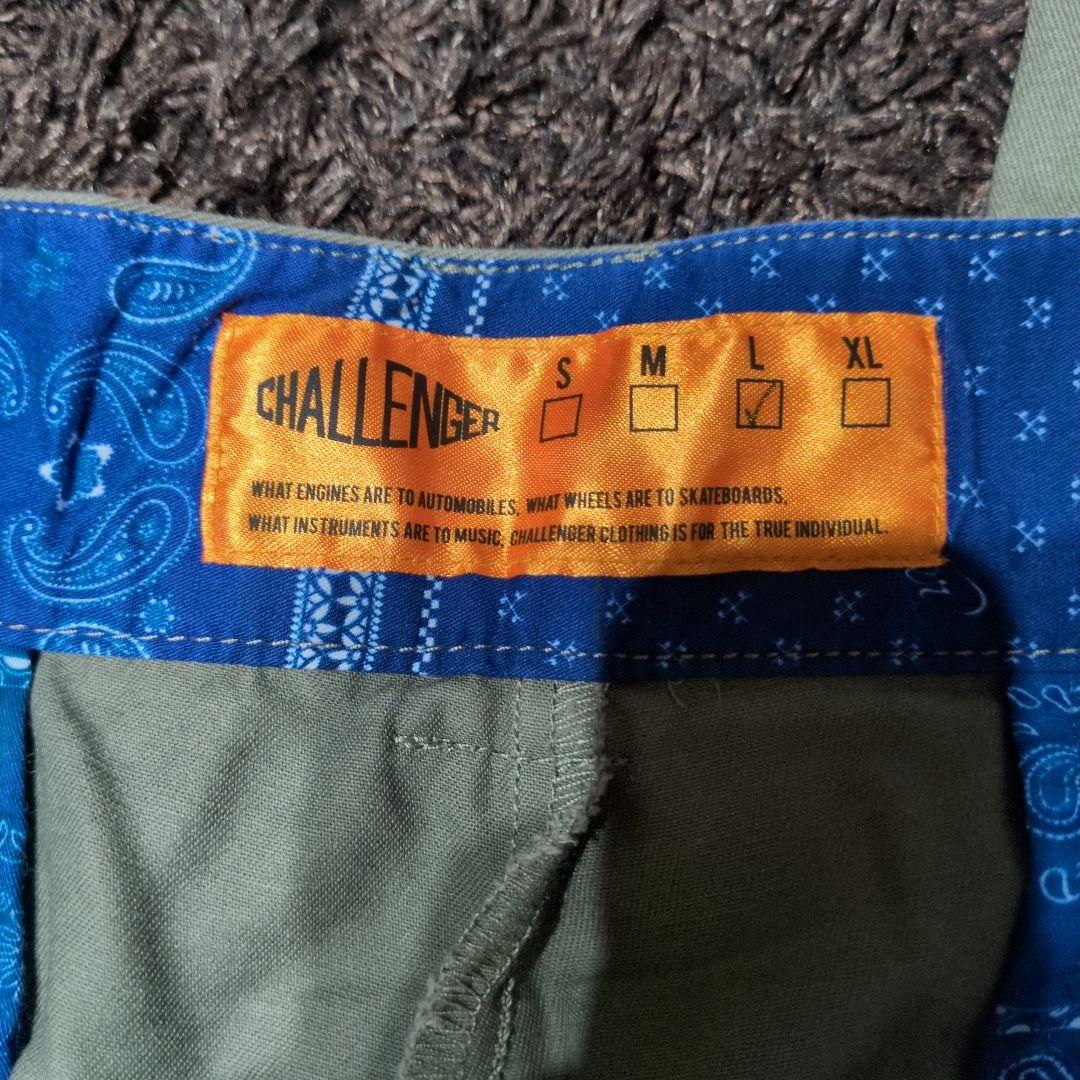 CHALLENGER
S M L XL
WHAT ENGINES ARE TO AUTOMOBILES, WHAT WHEELS ARE TO SKATEBOARDS,
WHAT INSTRUMENTS ARE TO MUSIC, CHALLENGER CLOTHING IS FOR THE TRUE INDIVIDUAL.